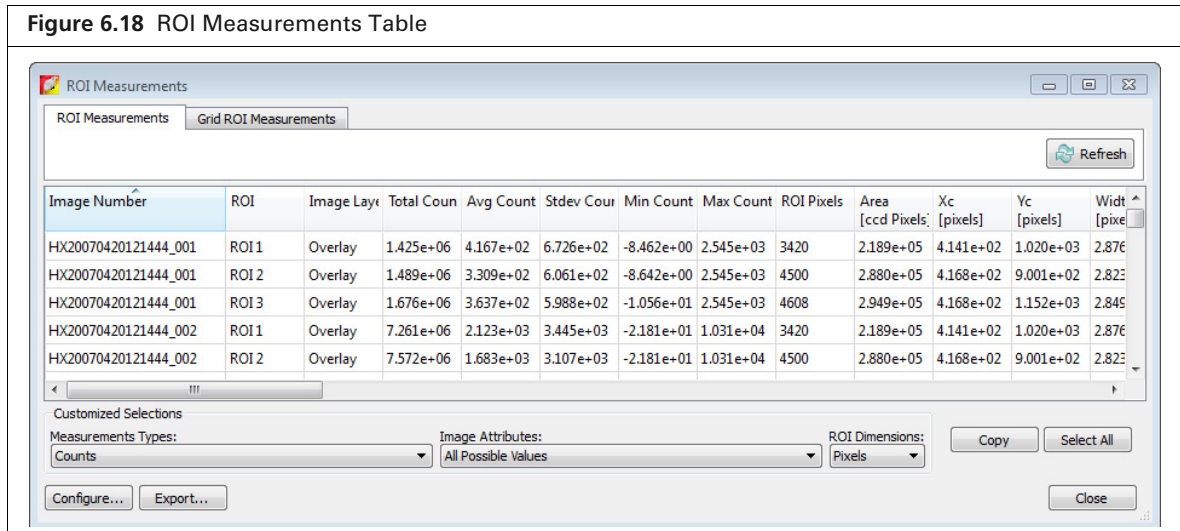 Figure 6.18 ROI Measurements Table
ROI Measurements
ROI Measurements Grid ROI Measurements
Refresh
Image Number ROI Image Laye Total Coun Avg Count Stdev Cour Min Count Max Count ROI Pixels Area [ccd Pixels] Xc [pixels] Yc [pixels] Widt [pixe
HX20070420121444_001 ROI 1 Overlay 1.425e+06 4.167e+02 6.726e+02 -8.462e+00 2.545e+03 3420 2.189e+05 4.141e+02 1.020e+03 2.876
HX20070420121444_001 ROI 2 Overlay 1.489e+06 3.309e+02 6.061e+02 -8.642e+00 2.545e+03 4500 2.880e+05 4.168e+02 9.001e+02 2.823
HX20070420121444_001 ROI 3 Overlay 1.676e+06 3.637e+02 5.988e+02 -1.056e+01 2.545e+03 4608 2.949e+05 4.168e+02 1.152e+03 2.849
HX20070420121444_002 ROI 1 Overlay 7.261e+06 2.123e+03 3.445e+03 -2.181e+01 1.031e+04 3420 2.189e+05 4.141e+02 1.020e+03 2.876
HX20070420121444_002 ROI 2 Overlay 7.572e+06 1.683e+03 3.107e+03 -2.181e+01 1.031e+04 4500 2.880e+05 4.168e+02 9.001e+02 2.823
Customized Selections
Measurements Types: Image Attributes: ROI Dimensions:
Counts All Possible Values Pixels Copy Select All
Configure... Export... Close